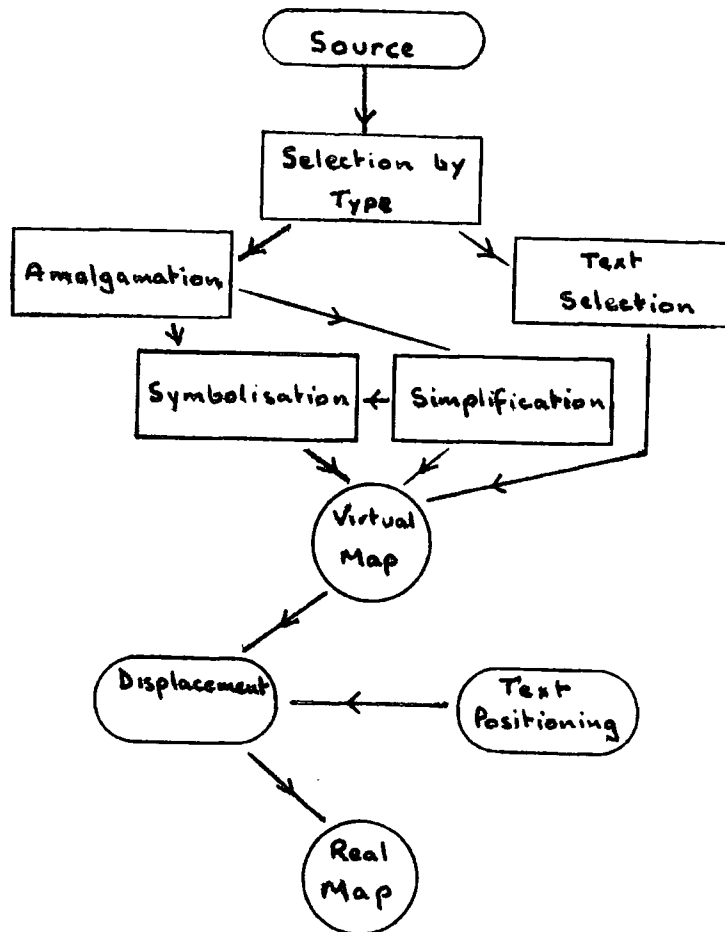 Source
Selection by
Type
Amalgamation
Text
Selection
Symbolisation
Simplification
Virtual
Map
Displacement
Text
Positioning
Real
Map